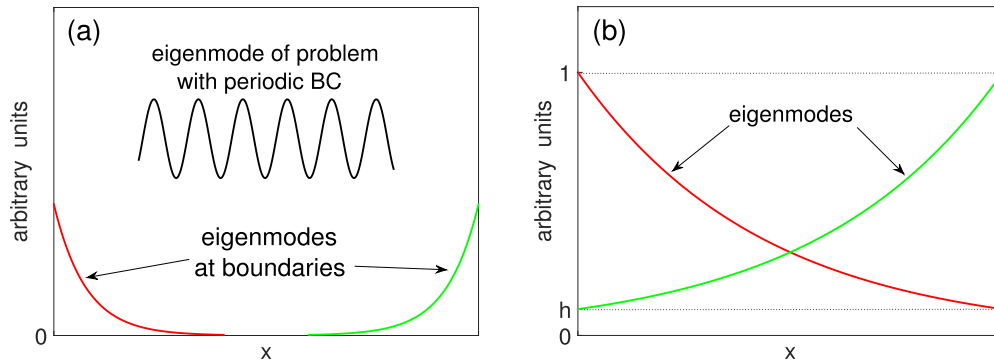 (a)
eigenmode of problem
with periodic BC
eigenmodes
at boundaries
arbitrary units
0
x
(b)
1
eigenmodes
arbitrary units
h
0
x